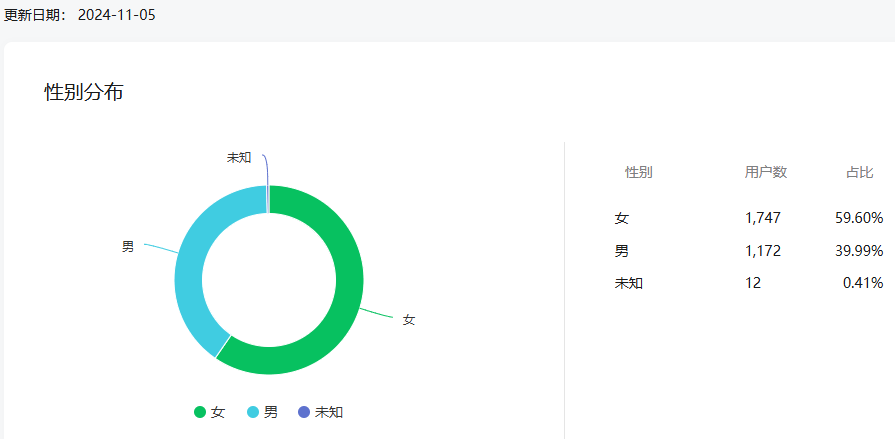 更新日期： 2024-11-05
性别分布
未知
男
女
女 男 未知
性别 用户数 占比
女 1,747 59.60%
男 1,172 39.99%
未知 12 0.41%